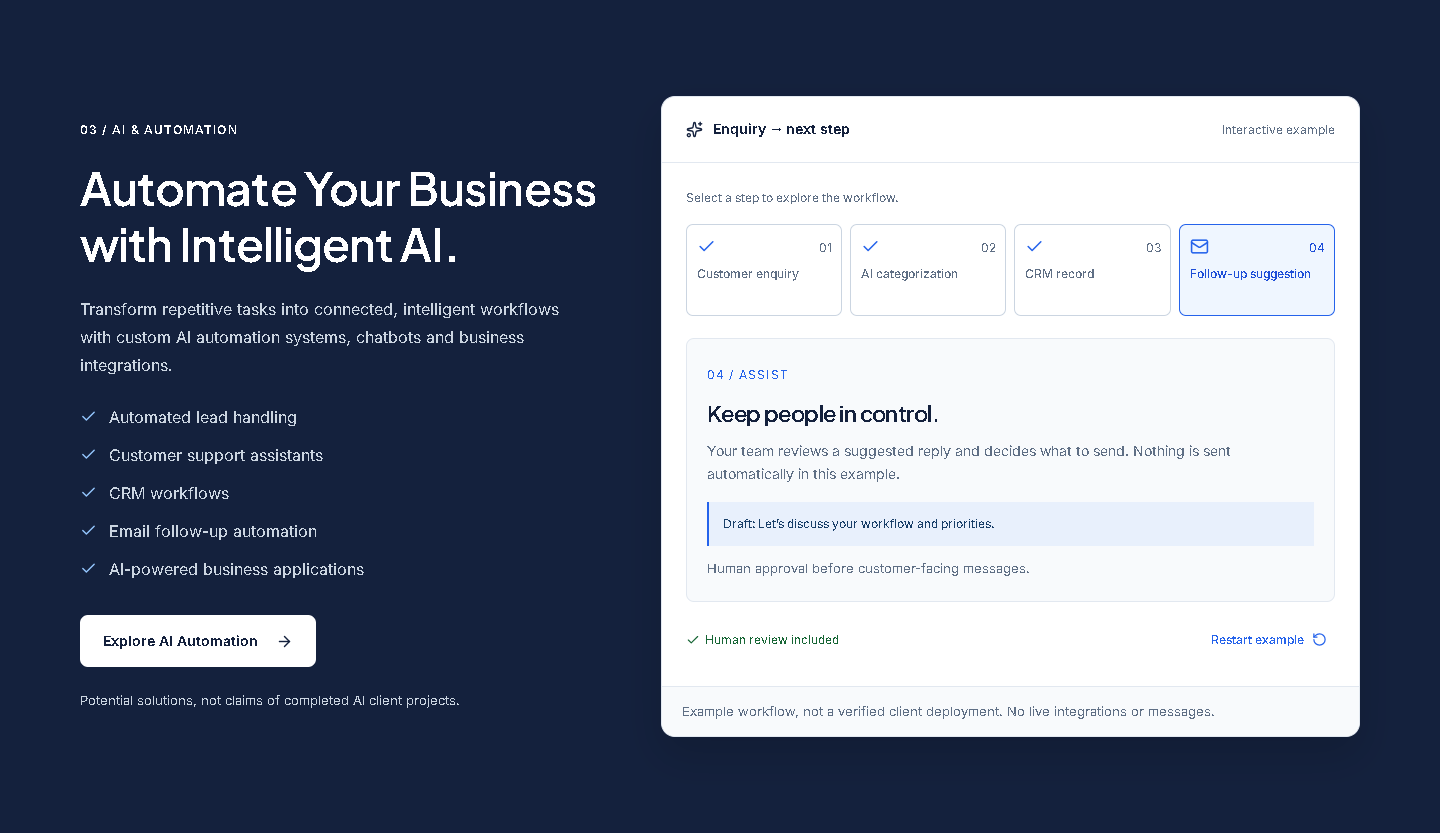 03 / AI & AUTOMATION
Automate Your Business
with Intelligent AI.
Transform repetitive tasks into connected, intelligent workflows
with custom AI automation systems, chatbots and business
integrations.
Automated lead handling
Customer support assistants
CRM workflows
Email follow-up automation
AI-powered business applications
Explore AI Automation
Potential solutions, not claims of completed AI client projects.
Enquiry → next step
Interactive example
Select a step to explore the workflow.
01
Customer enquiry
02
AI categorization
03
CRM record
04
Follow-up suggestion
04 / ASSIST
Keep people in control.
Your team reviews a suggested reply and decides what to send. Nothing is sent
automatically in this example.
Draft: Let's discuss your workflow and priorities.
Human approval before customer-facing messages.
Human review included
Restart example
Example workflow, not a verified client deployment. No live integrations or messages.